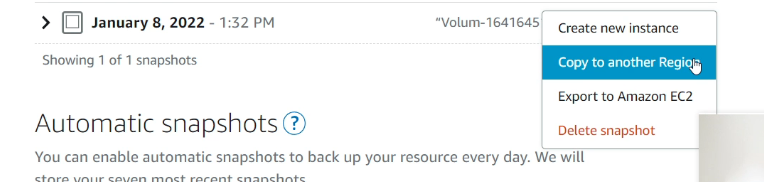 January 8, 2022 - 1:32 PM
"Volum-1641645
Create new instance
Copy to another Region
Export to Amazon EC2
Delete snapshot
Showing 1 of 1 snapshots
Automatic snapshots ?
You can enable automatic snapshots to back up your resource every day. We will
store your seven most recent snapshots.